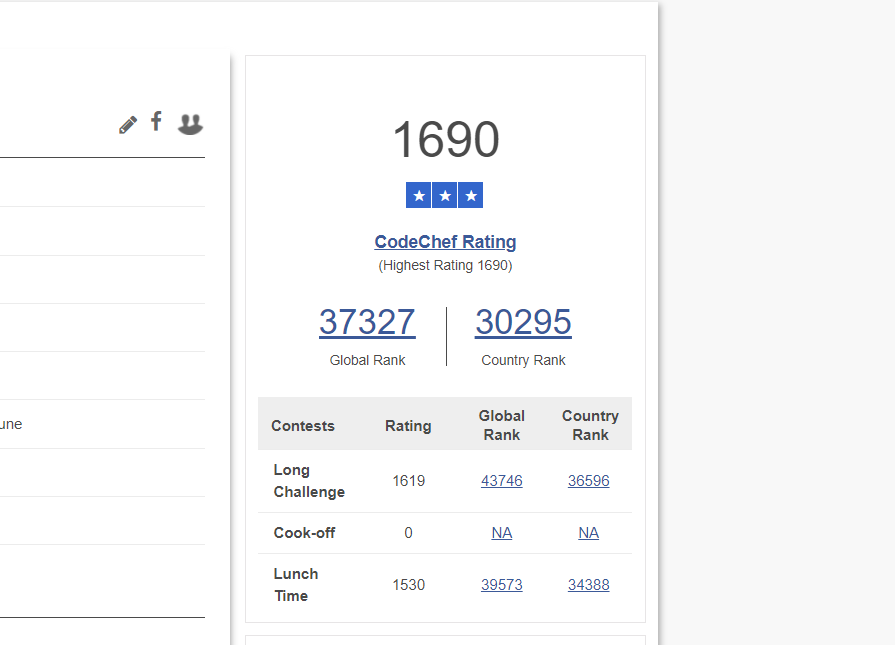 1690
CodeChef Rating
(Highest Rating 1690)
37327 30295
Global Rank Country Rank
Contests Rating Global Rank Country Rank
Long Challenge 1619 43746 36596
Cook-off 0 NA NA
Lunch Time 1530 39573 34388
une